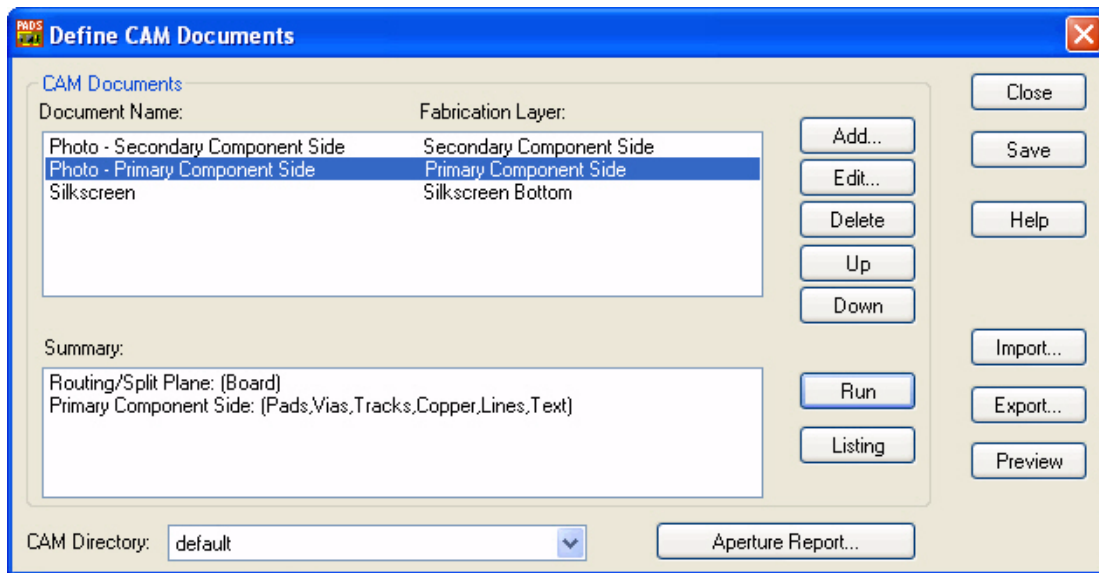 PADS
Define CAM Documents
CAM Documents
Document Name: Fabrication Layer:
Photo - Secondary Component Side Secondary Component Side
Photo - Primary Component Side Primary Component Side
Silkscreen Silkscreen Bottom
Add...
Edit...
Delete
Up
Down
Close
Save
Help
Summary:
Routing/Split Plane: (Board)
Primary Component Side: (Pads,Vias,Tracks,Copper,Lines,Text)
Run
Listing
Import...
Export...
Preview
CAM Directory: default
Aperture Report...